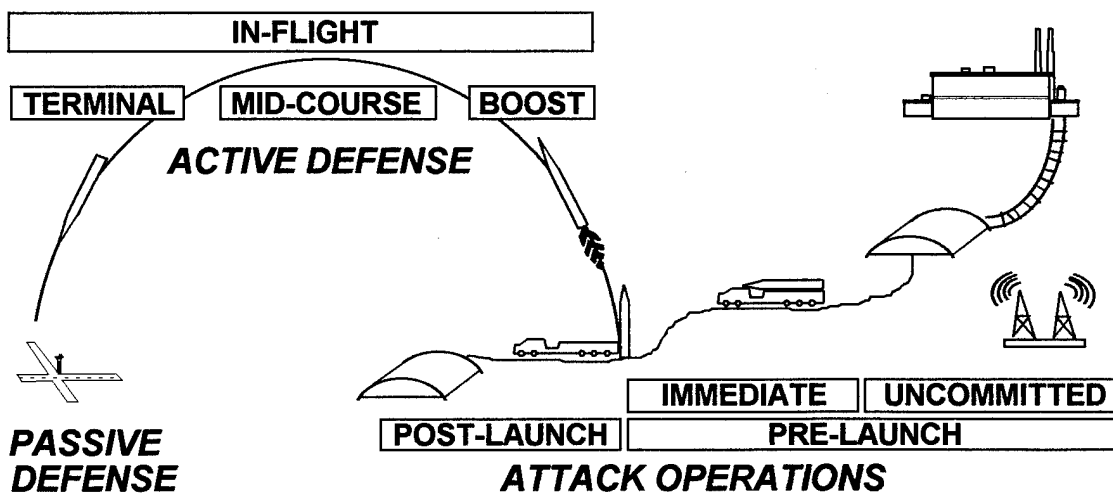 IN-FLIGHT
TERMINAL
MID-COURSE
BOOST
ACTIVE DEFENSE
IMMEDIATE
UNCOMMITTED
POST-LAUNCH
PRE-LAUNCH
PASSIVE
DEFENSE
ATTACK OPERATIONS